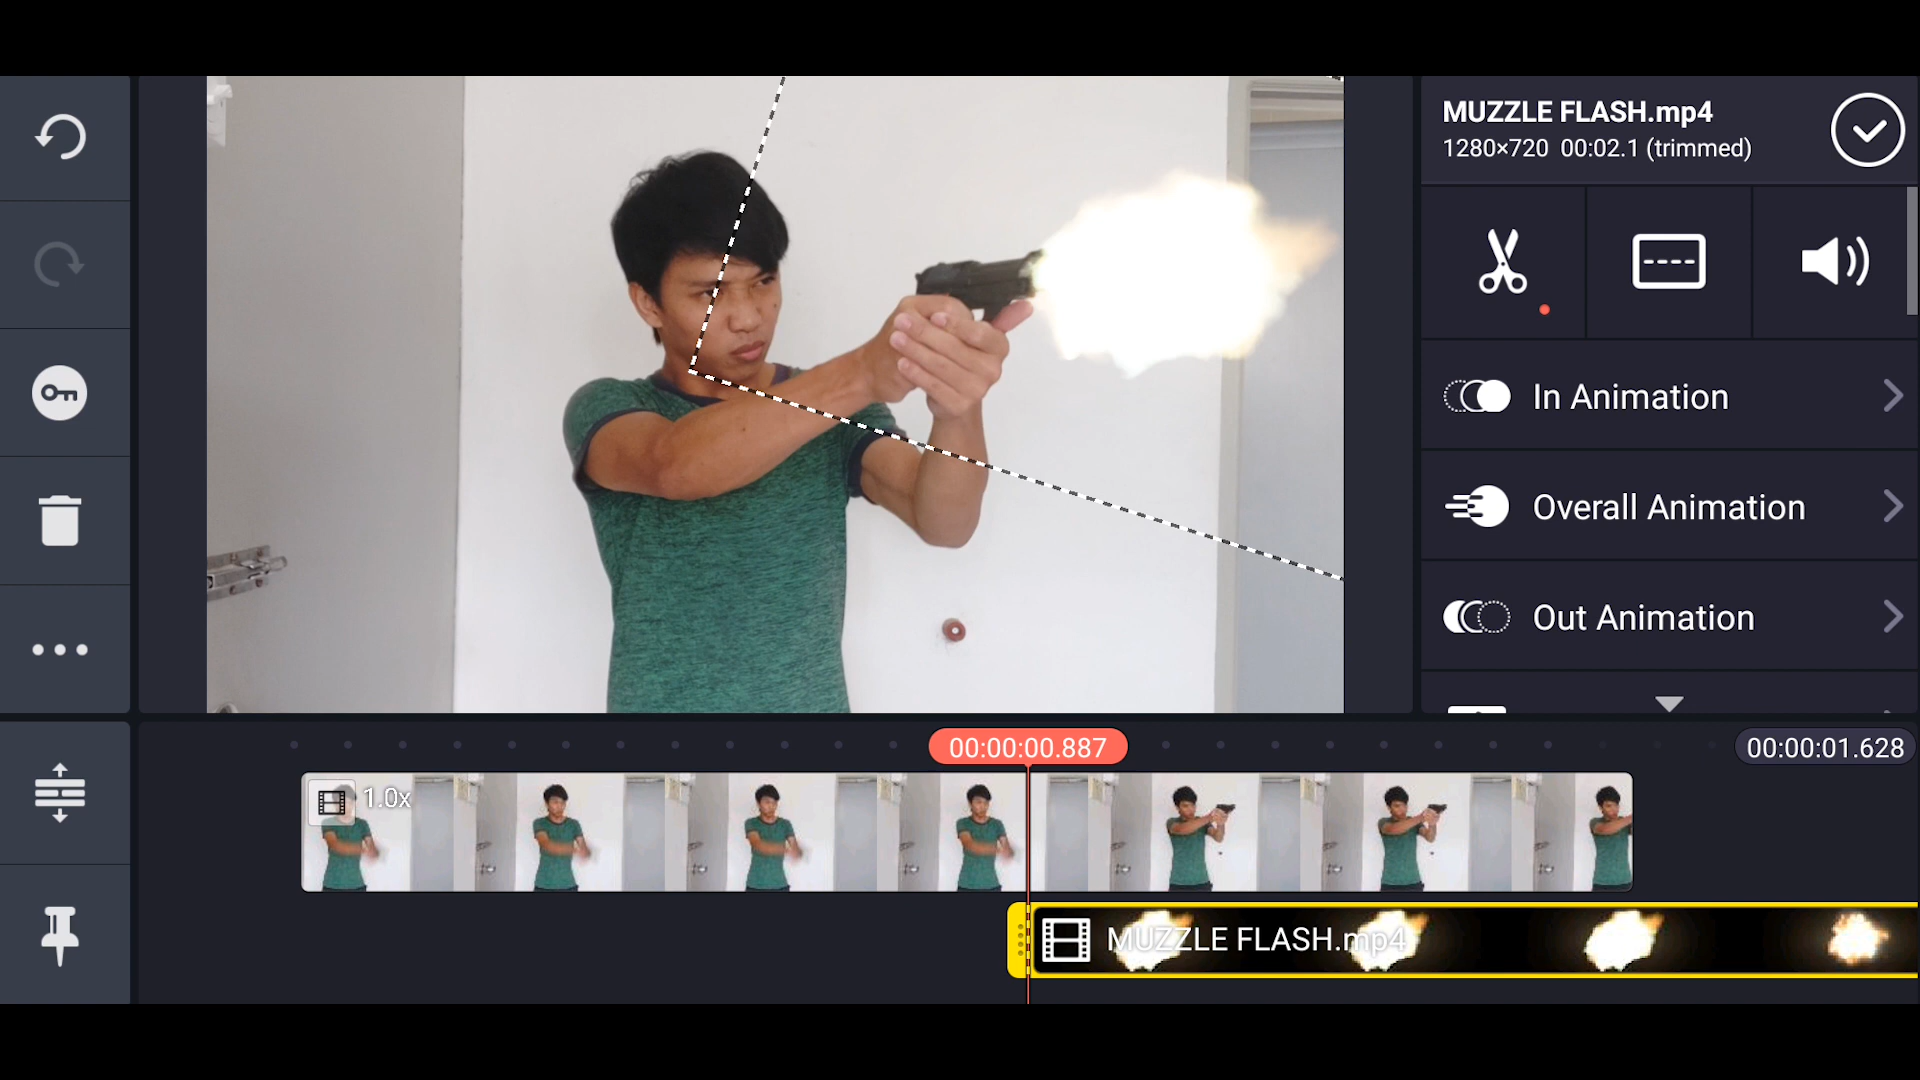 MUZZLE FLASH.mp4
1280×720 00:02.1 (trimmed)
In Animation
Overall Animation
Out Animation
00:00:00.887
00:00:01.628
1.0x
MUZZLE FLASH.mp4